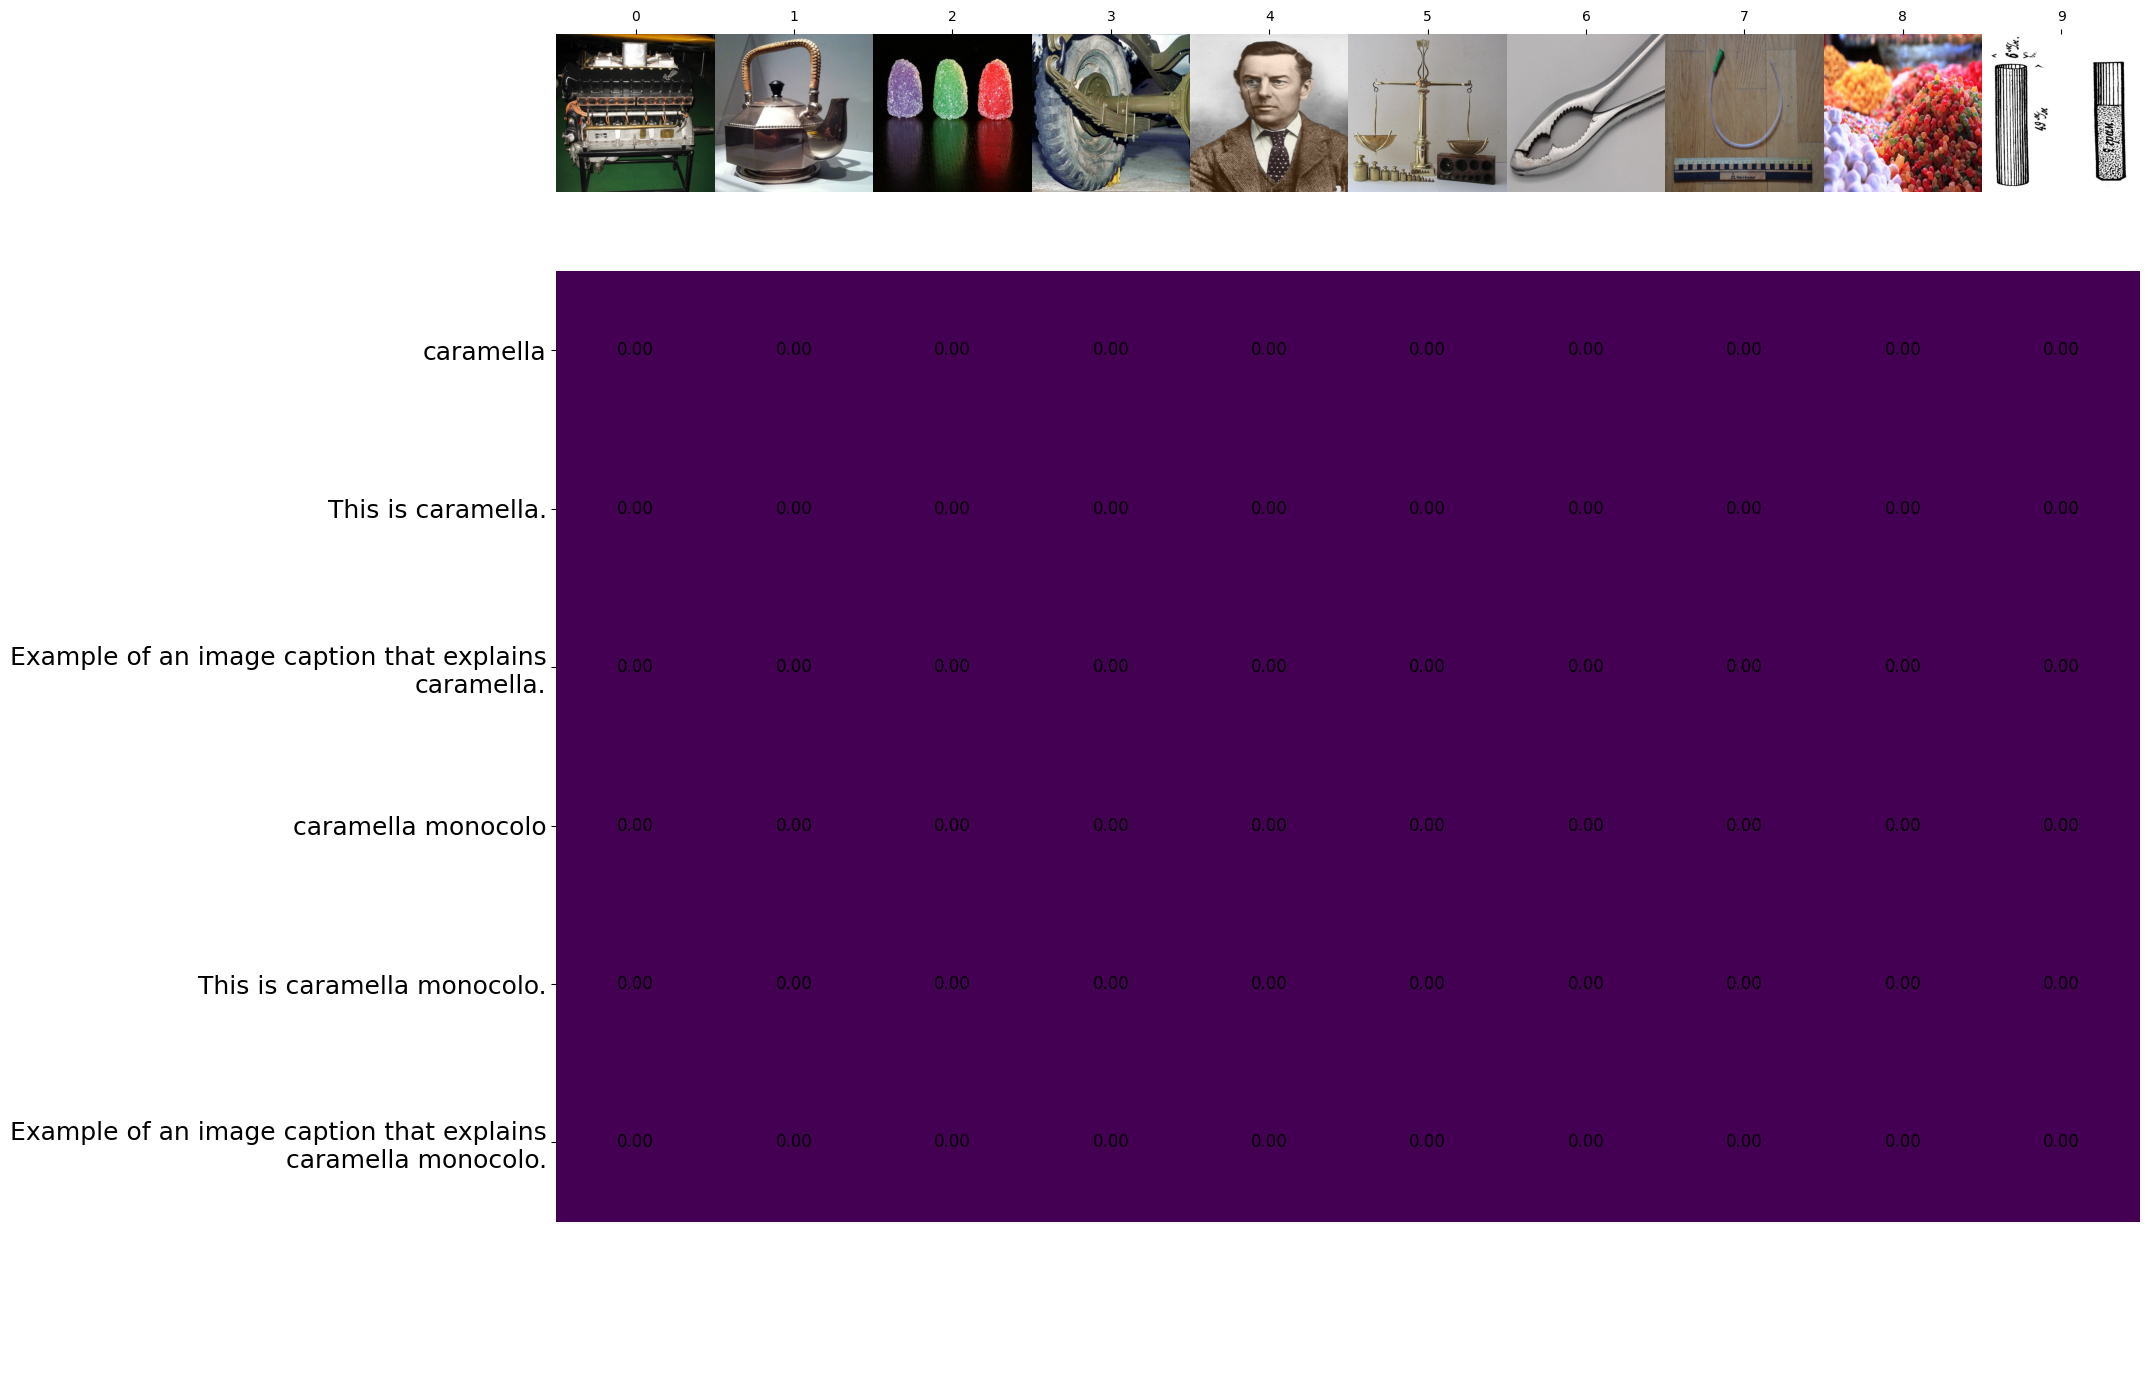 0 1 2 3 4 5 6 7 8 9
caramella 0.00 0.00 0.00 0.00 0.00 0.00 0.00 0.00 0.00 0.00
This is caramella. 0.00 0.00 0.00 0.00 0.00 0.00 0.00 0.00 0.00 0.00
Example of an image caption that explains
caramella. 0.00 0.00 0.00 0.00 0.00 0.00 0.00 0.00 0.00 0.00
caramella monocolo 0.00 0.00 0.00 0.00 0.00 0.00 0.00 0.00 0.00 0.00
This is caramella monocolo. 0.00 0.00 0.00 0.00 0.00 0.00 0.00 0.00 0.00 0.00
Example of an image caption that explains
caramella monocolo. 0.00 0.00 0.00 0.00 0.00 0.00 0.00 0.00 0.00 0.00